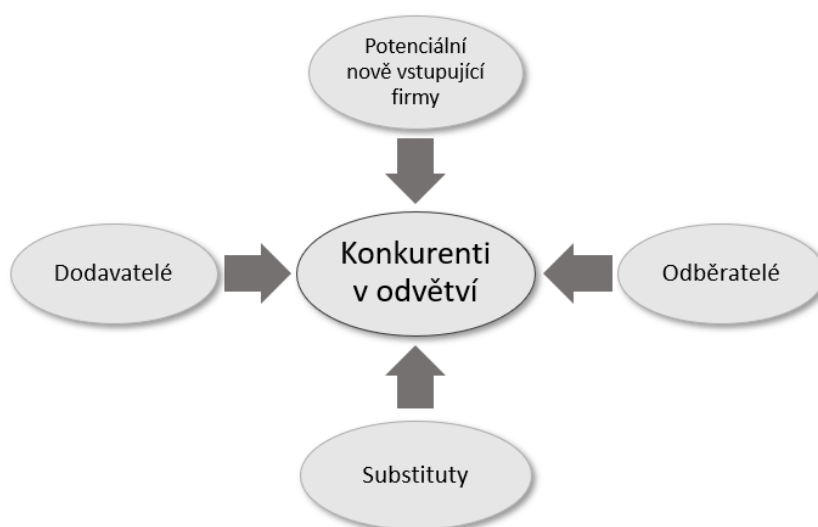 Potenciální
nově vstupující
firmy
Dodavatelé
Konkurenti
v odvětví
Odběratelé
Substituty